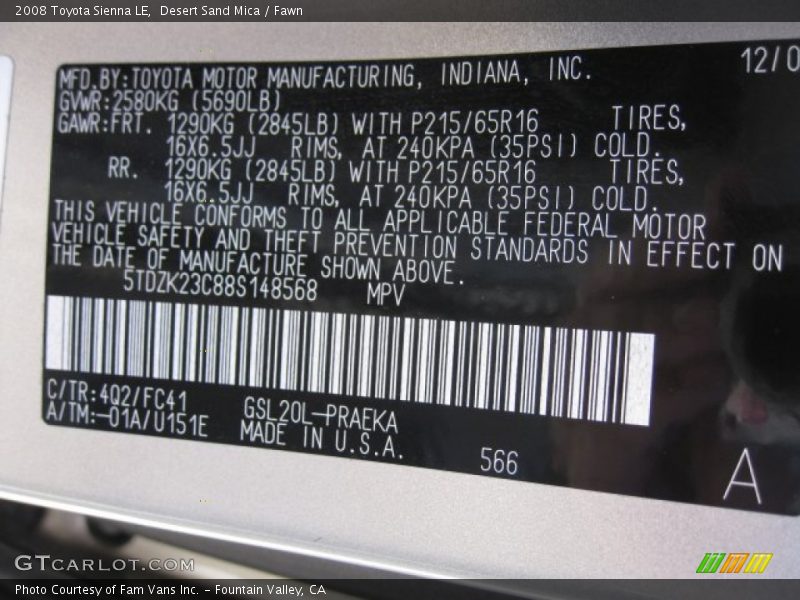 2008 Toyota Sienna LE,  Desert Sand Mica / Fawn
12/0
MFD.BY:TOYOTA MOTOR MANUFACTURING, INDIANA, INC.
GVWR:2580KG (5690LB)
GAWR:FRT. 1290KG (2845LB) WITH P215/65R16 TIRES,
16X6.5JJ RIMS, AT 240KPA (35PSI) COLD.
RR. 1290KG (2845LB) WITH P215/65R16 TIRES,
16X6.5JJ RIMS, AT 240KPA (35PSI) COLD.
THIS VEHICLE CONFORMS TO ALL APPLICABLE FEDERAL MOTOR
VEHICLE SAFETY AND THEFT PREVENTION STANDARDS IN EFFECT ON
THE DATE OF MANUFACTURE SHOWN ABOVE.
5TDZK23C88S148568 MPV
C/TR:4Q2/FC41 GSL20L-PRAEKA
A/TM:-01A/U151E MADE IN U.S.A.
566
A
GTCARLOT.COM
Photo Courtesy of Fam Vans Inc. - Fountain Valley, CA